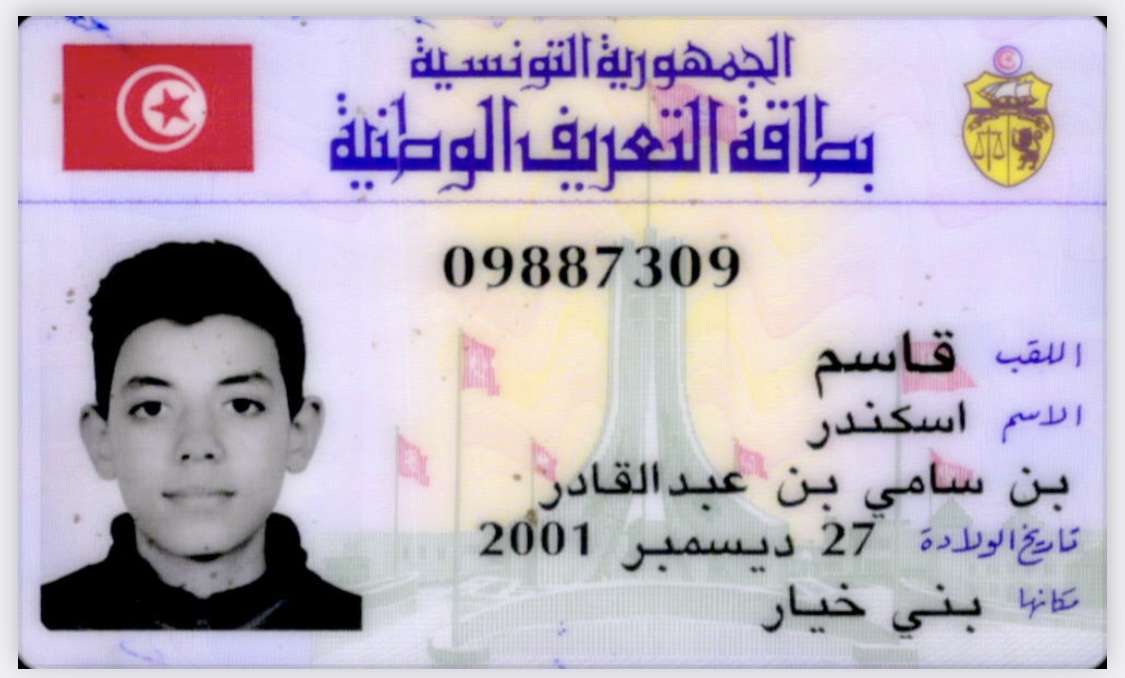 الجمهورية التونسية
بطاقة التعريف الوطنية
09887309
اللقب قاسم
الاسم اسكندر
بن سامي بن عبدالقادر
تاريخ الولادة 27 ديسمبر 2001
مكانها بني خيار